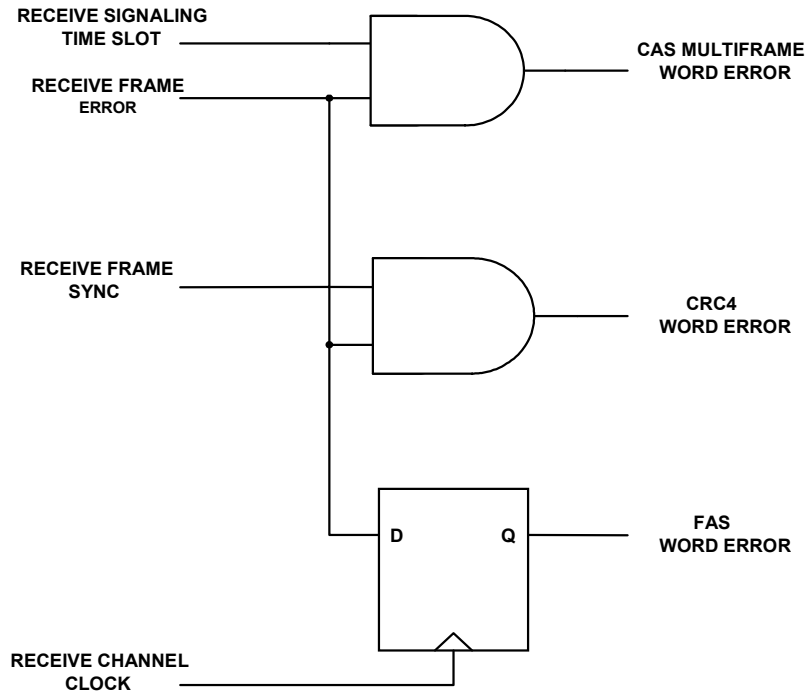 RECEIVE SIGNALING
TIME SLOT
CAS MULTIFRAME
WORD ERROR
RECEIVE FRAME
ERROR
RECEIVE FRAME
SYNC
CRC4
WORD ERROR
D
Q
FAS
WORD ERROR
RECEIVE CHANNEL
CLOCK